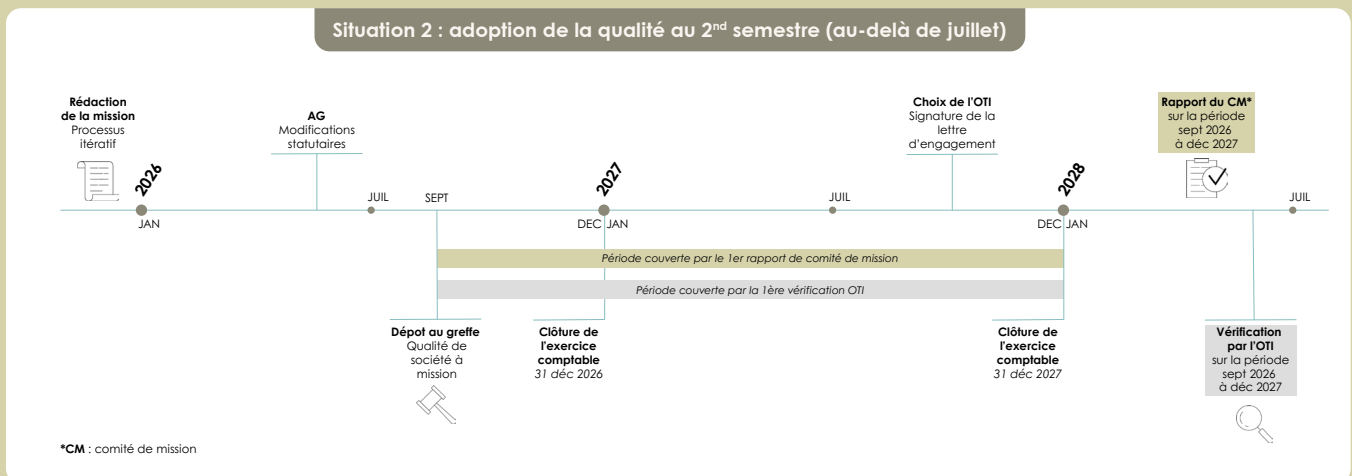 Situation 2 : adoption de la qualité au 2nd semestre (au-delà de juillet)
Rédaction
de la mission
Processus
itératif
AG
Modifications
statutaires
Choix de l'OTI
Signature de la
lettre
d'engagement
Rapport du CM*
sur la période
sept 2026
à déc 2027
2026
JAN
JUIL
SEPT
2027
DEC JAN
JUIL
2028
DEC JAN
JUIL
Période couverte par le 1er rapport de comité de mission
Période couverte par la 1ère vérification OTI
Dépot au greffe
Qualité de
société à
mission
Clôture de
l'exercice
comptable
31 déc 2026
Clôture de
l'exercice
comptable
31 déc 2027
Vérification
par l'OTI
sur la période
sept 2026
à déc 2027
*CM : comité de mission